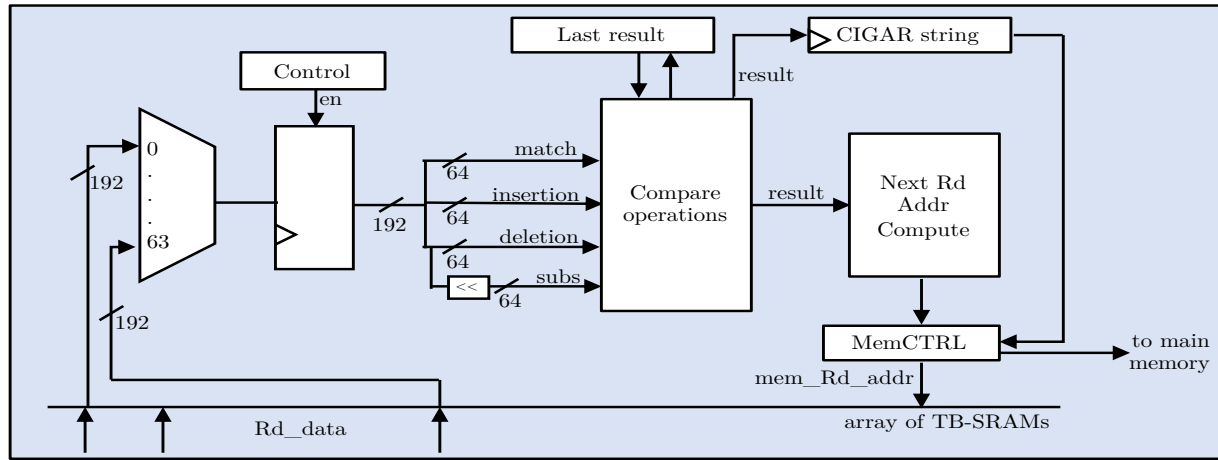 Last result
CIGAR string
Control
en
result
0
.
.
.
.
63
192
192
192
match
64
insertion
64
deletion
64
<<
subs
64
Compare
operations
result
Next Rd
Addr
Compute
MemCTRL
to main
memory
mem_Rd_addr
Rd_data
array of TB-SRAMs